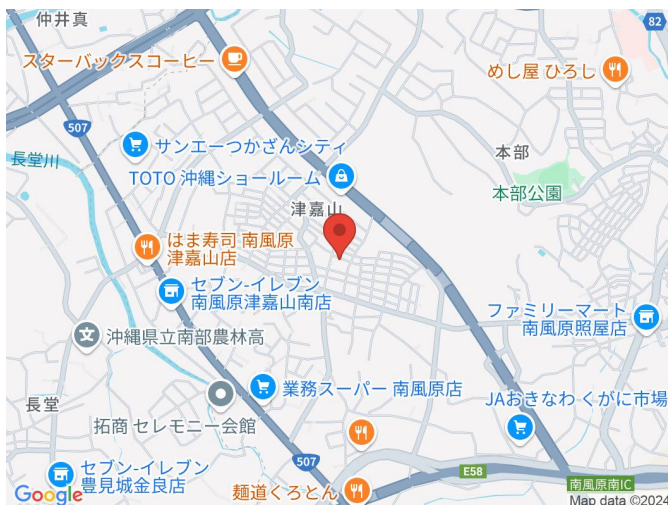 仲井真
82
スターバックスコーヒー
めし屋 ひろし
507
長堂川
サンエーつかざんシティ
本部
TOTO 沖縄ショールーム
本部公園
津嘉山
はま寿司 南風原
津嘉山店
セブン-イレブン
南風原津嘉山南店
ファミリーマート
南風原照屋店
沖縄県立南部農林高
業務スーパー 南風原店
JAおきなわ くがに市場
長堂
拓商 セレモニー会館
507
E58
セブン-イレブン
豊見城金良店
南風原南IC
麺道くろとん
Google
Map data ©2024